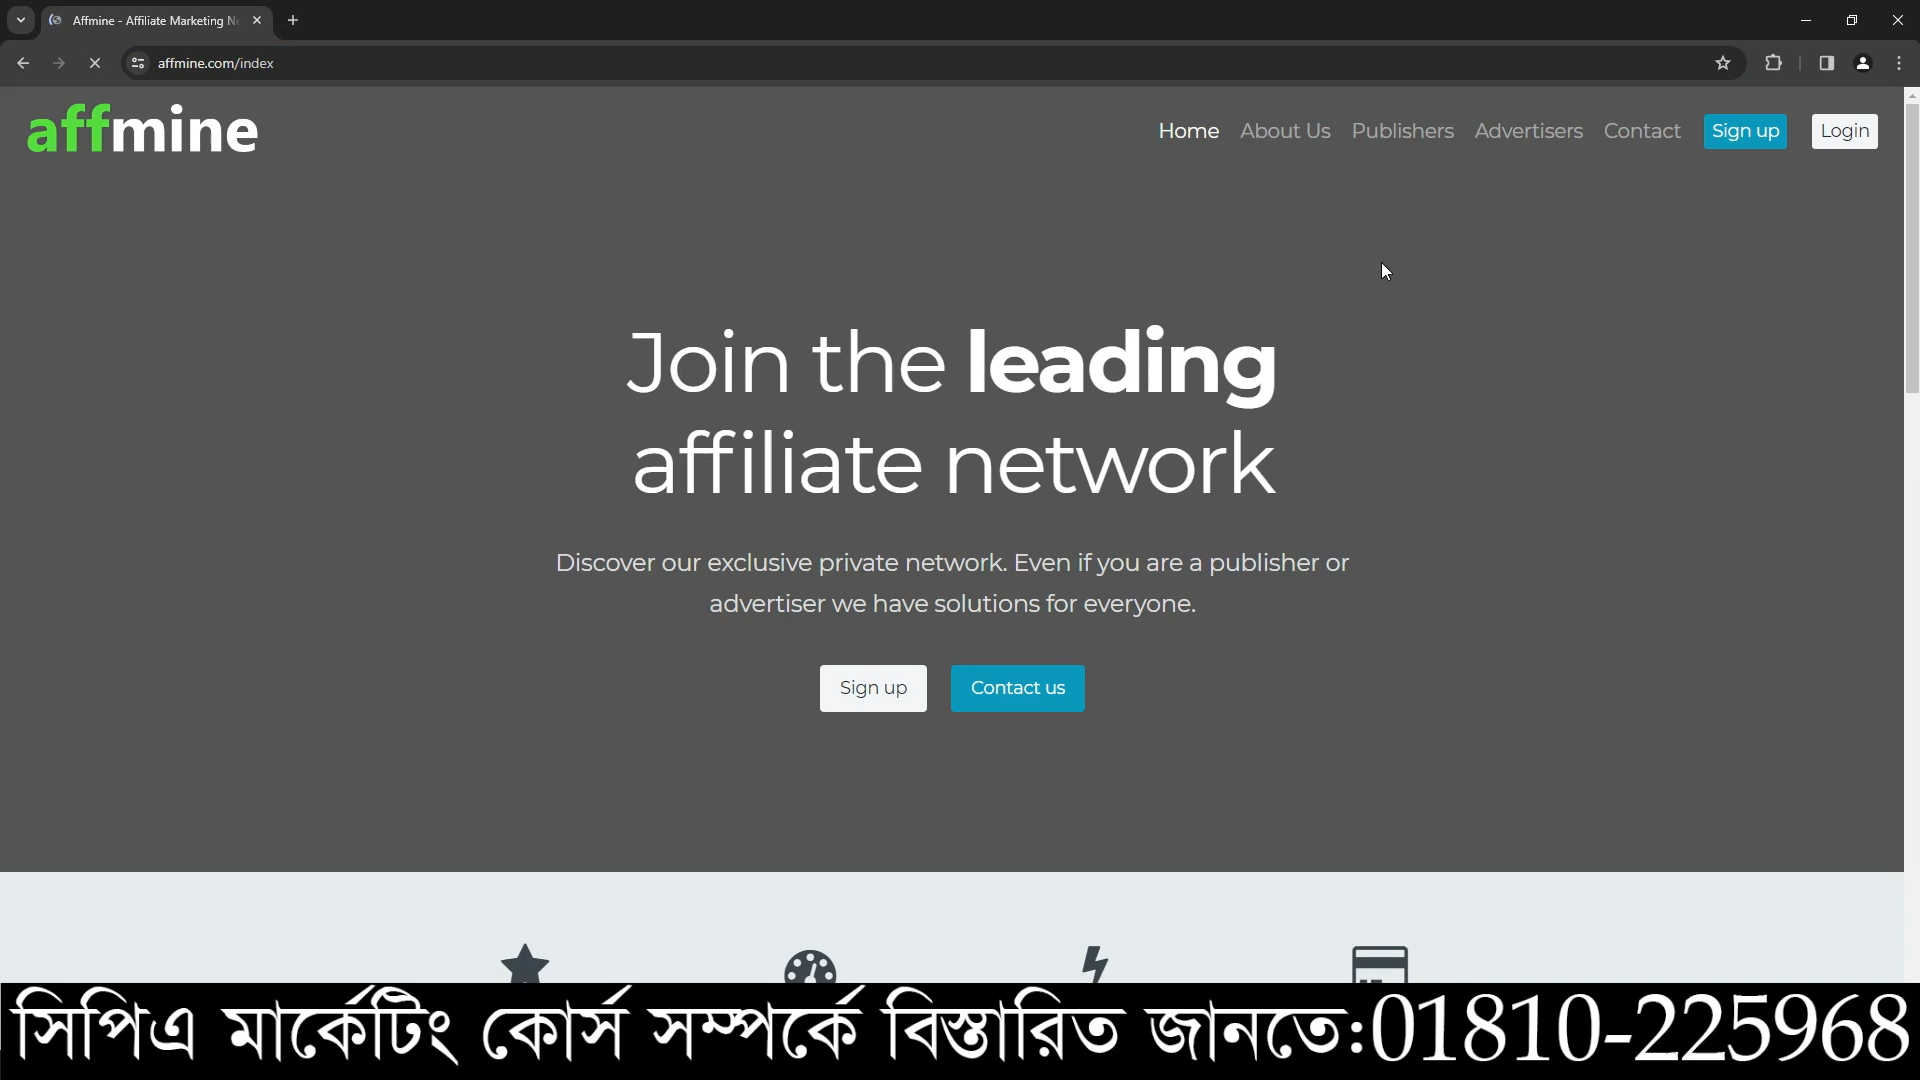 Affmine - Affiliate Marketing N
affmine.com/index
affmine
Home About Us Publishers Advertisers Contact Sign up Login
Join the leading
affiliate network
Discover our exclusive private network. Even if you are a publisher or
advertiser we have solutions for everyone.
Sign up Contact us
সিপিএ মার্কেটিং কোর্স সম্পর্কে বিস্তারিত জানতে:01810-225968